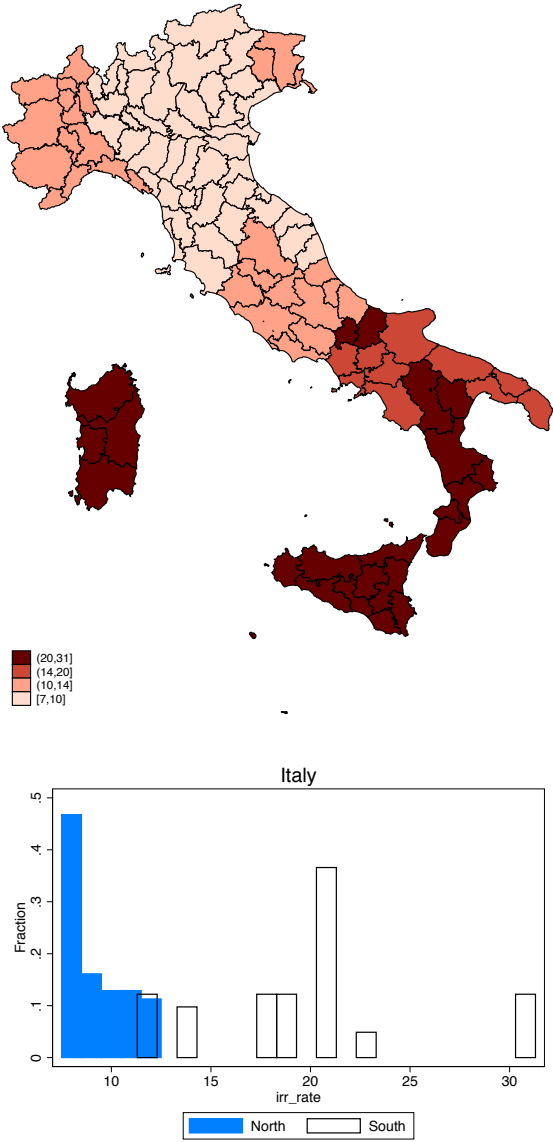 (20,31]
(14,20]
(10,14]
[7,10]
Italy
.5
.4
.3
.2
.1
0
Fraction
10 15 20 25 30
irr_rate
North South